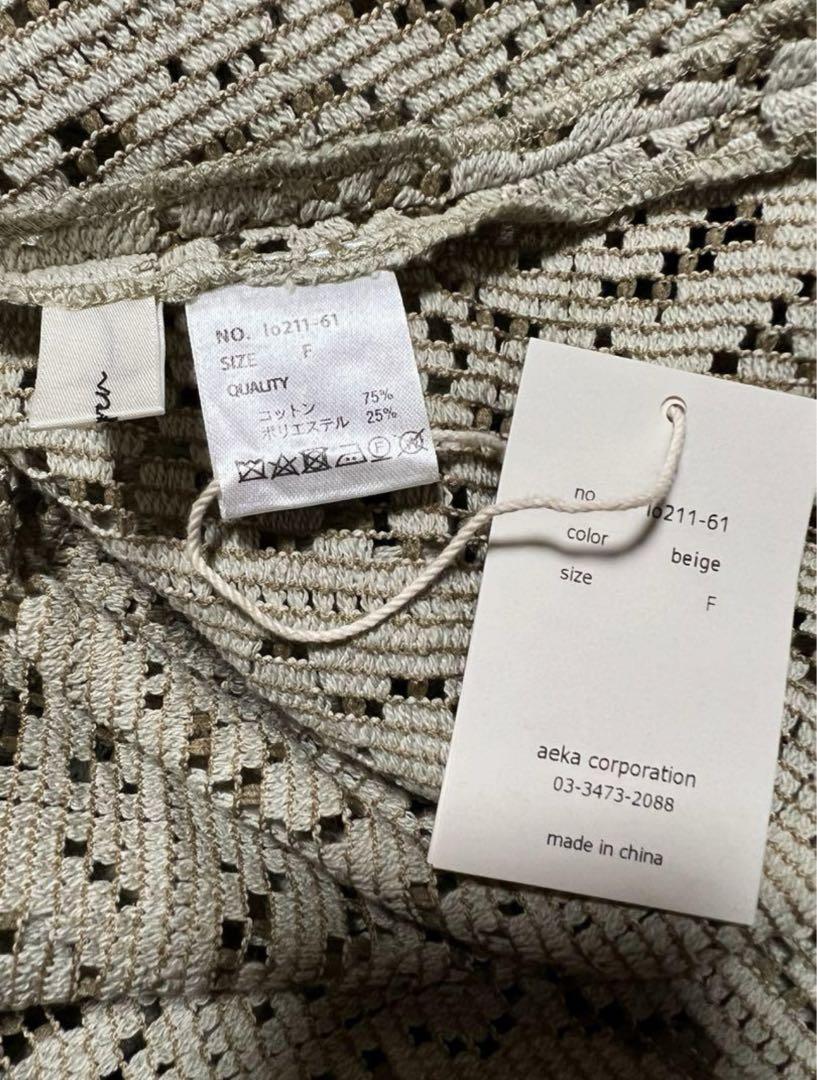 NO. lo211-61
SIZE F
QUALITY
コットン 75%
ポリエステル 25%
F
no lo211-61
color beige
size F
aeka corporation
03-3473-2088
made in china